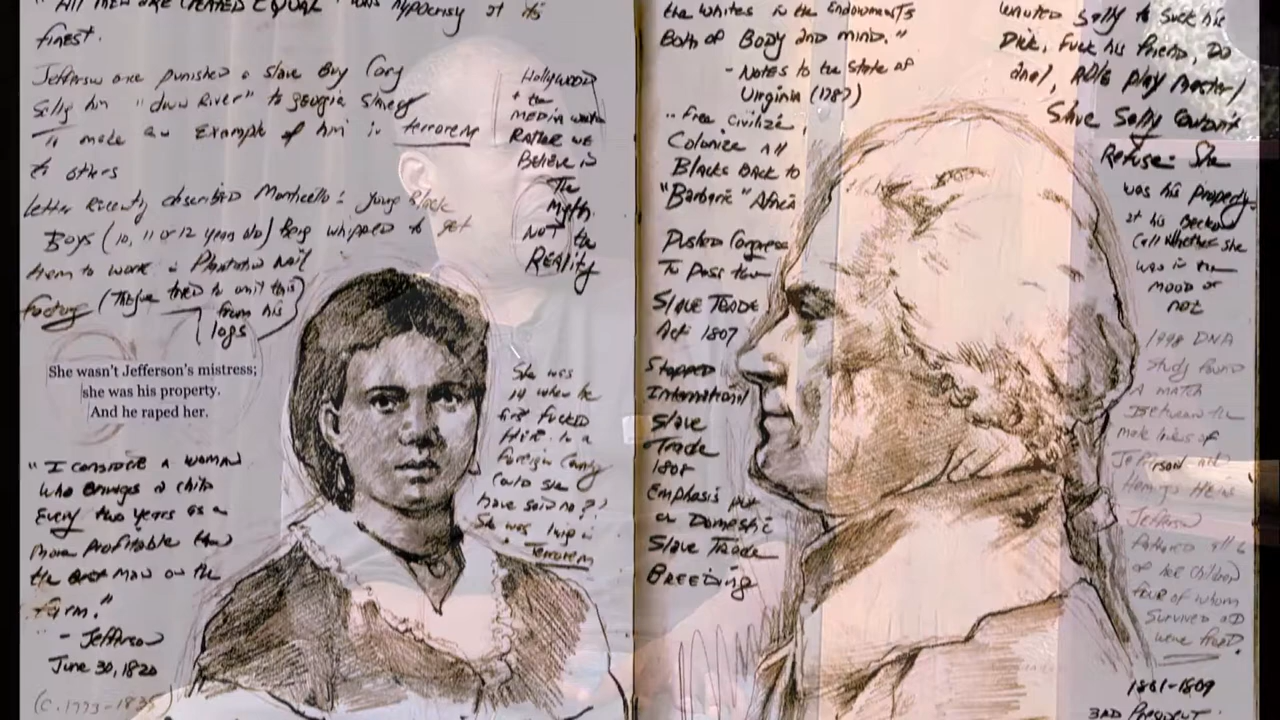 "ALL MEN ARE CREATED EQUAL" was hypocrisy at its
finest.
Jefferson once punished a slave Boy Cary
Selling him "down River" to georgia
To make an Example of him in terrorem
to others
letter Recently Monticello: young Black
Boys (10, 11 or 12 years old) Being whipped to get
them to work in Plantation Nail
factory (They've tried to omit this
from his
logs
Hollywood
+ the
MEDIA
RATHER WE
BELIEVE in
The
Myth.
NOT the
REALITY
She wasn't Jefferson's mistress;
she was his property.
And he raped her.
"I consider a woman
who brings a child
Every two years as a
more profitable than
the best man on the
farm."
- Jefferson
June 30, 1820
(c. 1773-1835
She was
14 when he
first fucked
Her. In a
foreign County
Could she
have said no?
She was in
Terrorem
the whites in the Endowments
Both of Body and mind."
- Notes to the State of
Virginia (1787)
"free Civilize,
Colonize All
Blacks BACK to
"Barbaric" Africa
Pushed Congress
To Pass the
Slave TRADE
Act 1807
Stopped
International
Slave
Trade
1808
Emphasis put
on Domestic
Slave Trade
BREEDING
wanted Sally to Suck his
Dick, Fuck his friend, DO
Anal, ROLE play Master/
Slave Sally Couldn't
Refuse. She
was his property.
at his Beckon
Call whether she
was in the
mood or
not
1998 DNA
Study found
A MATCH
Between the
male lines of
Jefferson and
Hemings Heirs
Jefferson
fathered all 6
of her children
four of whom
Survived and
were freed.
1801-1809
3RD PRESIDENT